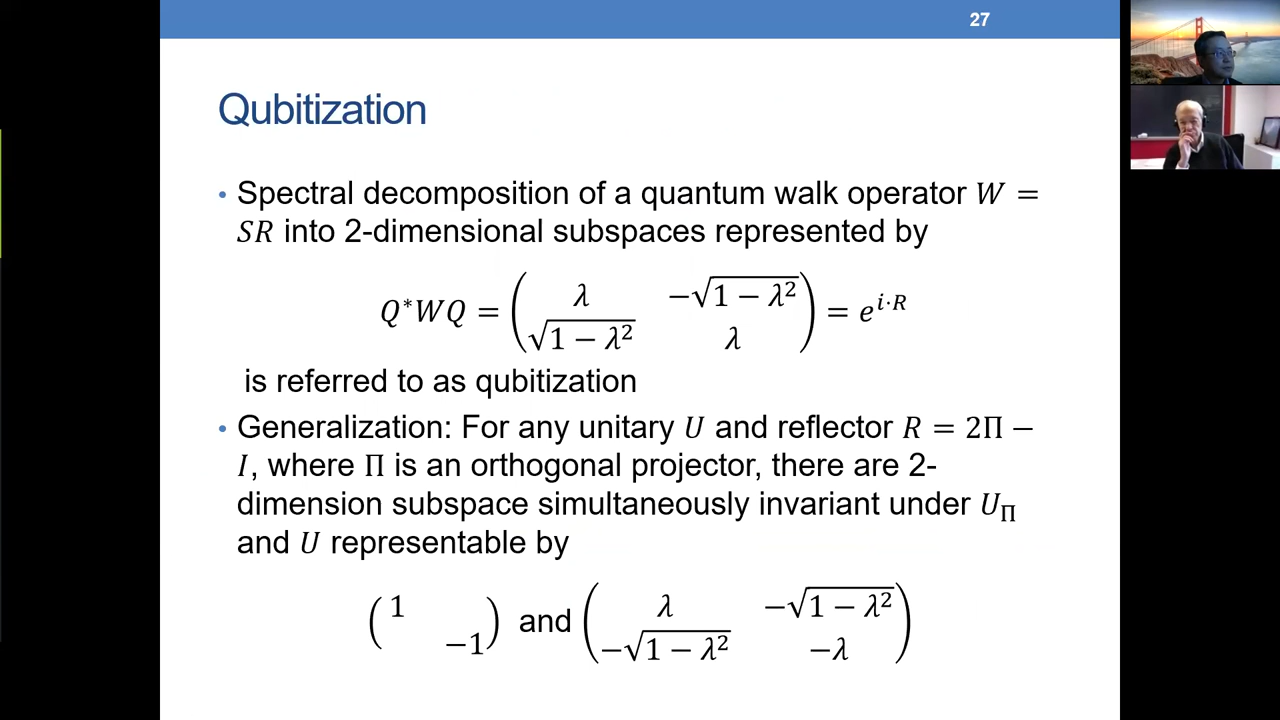 27
Qubitization
• Spectral decomposition of a quantum walk operator W =
SR into 2-dimensional subspaces represented by
Q*WQ = ( λ −√(1 − λ²) ; √(1 − λ²) λ ) = e^{i·R}
is referred to as qubitization
• Generalization: For any unitary U and reflector R = 2Π −
I, where Π is an orthogonal projector, there are 2-
dimension subspace simultaneously invariant under U_Π
and U representable by
( 1 ; −1 ) and ( λ −√(1 − λ²) ; −√(1 − λ²) −λ )